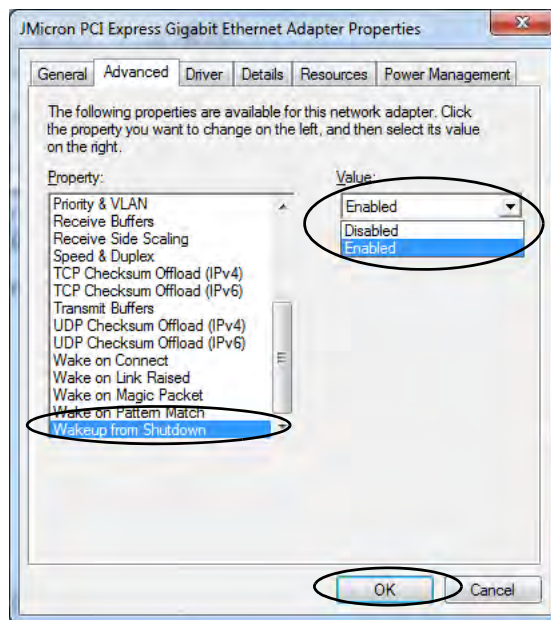 JMicron PCI Express Gigabit Ethernet Adapter Properties
General Advanced Driver Details Resources Power Management
The following properties are available for this network adapter. Click
the property you want to change on the left, and then select its value
on the right.
Property:
Value:
Priority & VLAN
Receive Buffers
Receive Side Scaling
Speed & Duplex
TCP Checksum Offload (IPv4)
TCP Checksum Offload (IPv6)
Transmit Buffers
UDP Checksum Offload (IPv4)
UDP Checksum Offload (IPv6)
Wake on Connect
Wake on Link Raised
Wake on Magic Packet
Wake on Pattern Match
Wakeup from Shutdown
Enabled
Disabled
Enabled
OK
Cancel